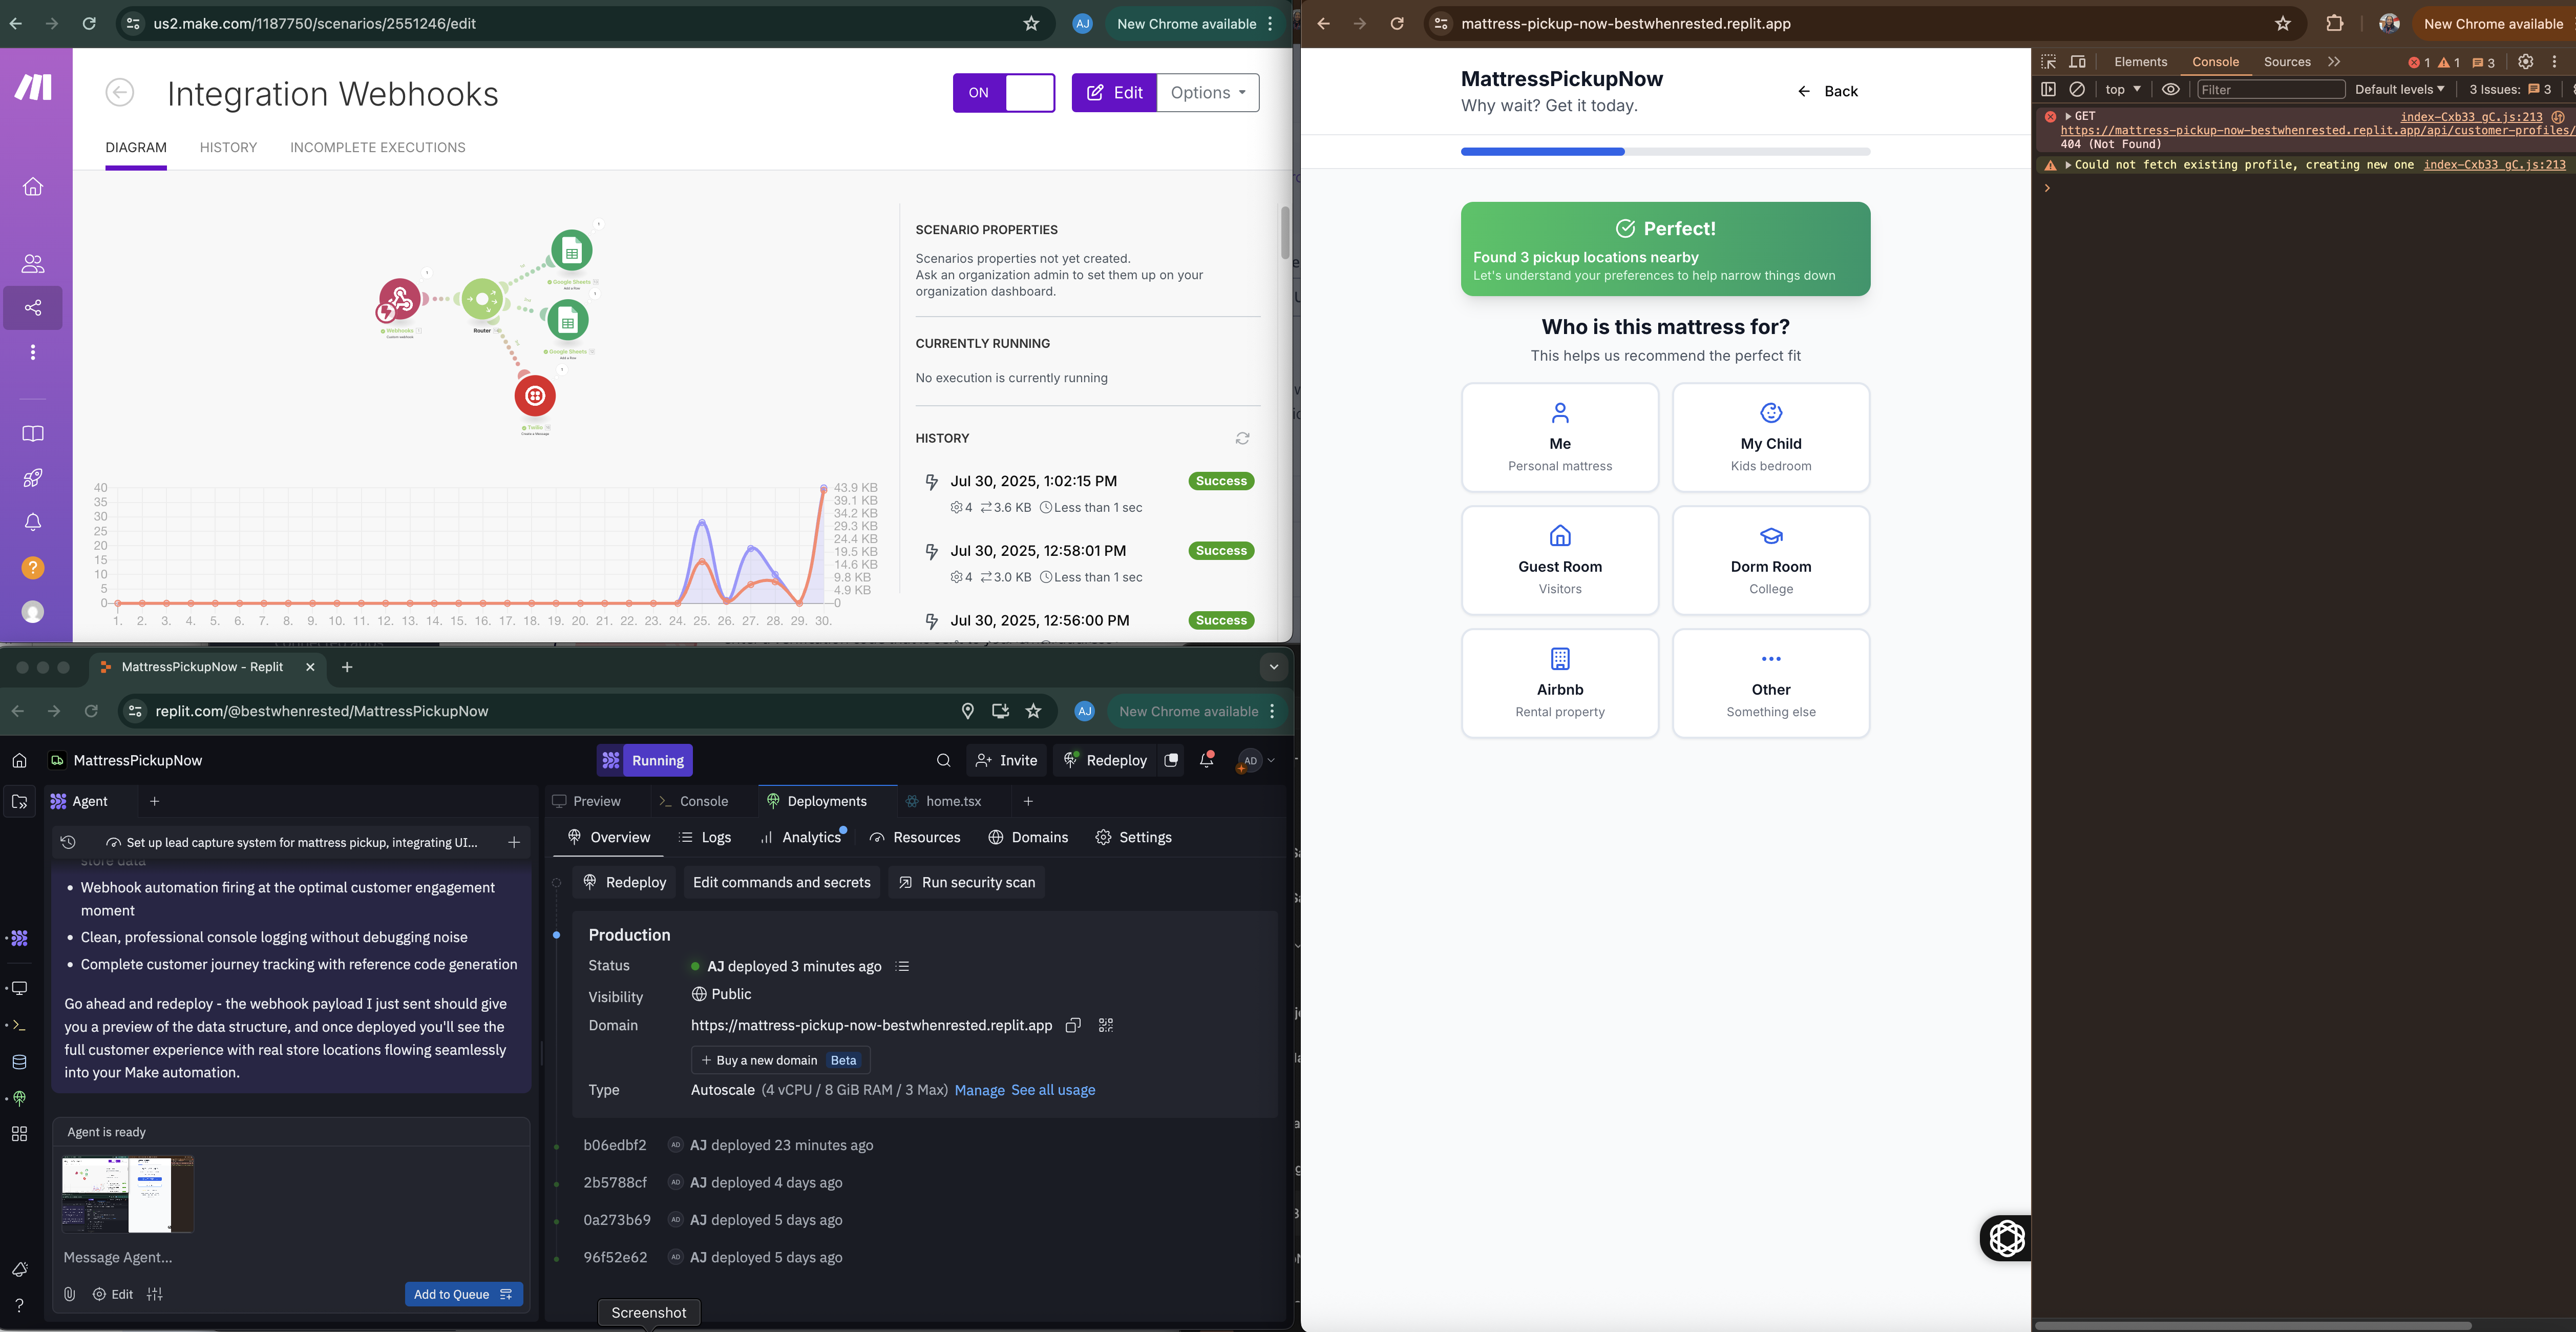 us2.make.com/1187750/scenarios/2551246/edit
AJ
New Chrome available
Integration Webhooks
ON
Edit
Options
DIAGRAM
HISTORY
INCOMPLETE EXECUTIONS
Google Sheets
Add a Row
Webhooks
Custom webhook
Router
Google Sheets
Add a Row
Twilio
Create a Message
SCENARIO PROPERTIES
Scenarios properties not yet created.
Ask an organization admin to set them up on your
organization dashboard.
CURRENTLY RUNNING
No execution is currently running
HISTORY
Jul 30, 2025, 1:02:15 PM
Success
4 3.6 KB Less than 1 sec
Jul 30, 2025, 12:58:01 PM
Success
4 3.0 KB Less than 1 sec
Jul 30, 2025, 12:56:00 PM
Success
40 43.9 KB
35 39.1 KB
30 34.2 KB
25 29.3 KB
20 24.4 KB
15 19.5 KB
10 14.6 KB
5 9.8 KB
0 4.9 KB
0
1. 2. 3. 4. 5. 6. 7. 8. 9. 10. 11. 12. 13. 14. 15. 16. 17. 18. 19. 20. 21. 22. 23. 24. 25. 26. 27. 28. 29. 30.
MattressPickupNow - Replit
replit.com/@bestwhenrested/MattressPickupNow
AJ
New Chrome available
MattressPickupNow
Running
Invite
Redeploy
AD
Agent
Preview
Console
Deployments
home.tsx
Set up lead capture system for mattress pickup, integrating UI...
Overview
Logs
Analytics
Resources
Domains
Settings
store data
• Webhook automation firing at the optimal customer engagement
moment
• Clean, professional console logging without debugging noise
• Complete customer journey tracking with reference code generation
Go ahead and redeploy - the webhook payload I just sent should give
you a preview of the data structure, and once deployed you'll see the
full customer experience with real store locations flowing seamlessly
into your Make automation.
Agent is ready
Message Agent...
Edit
Add to Queue
Redeploy
Edit commands and secrets
Run security scan
Production
Status AJ deployed 3 minutes ago
Visibility Public
Domain https://mattress-pickup-now-bestwhenrested.replit.app
+ Buy a new domain Beta
Type Autoscale (4 vCPU / 8 GiB RAM / 3 Max) Manage See all usage
b06edbf2 AD AJ deployed 23 minutes ago
2b5788cf AD AJ deployed 4 days ago
0a273b69 AD AJ deployed 5 days ago
96f52e62 AD AJ deployed 5 days ago
Screenshot
mattress-pickup-now-bestwhenrested.replit.app
New Chrome available
MattressPickupNow
Why wait? Get it today.
Back
Perfect!
Found 3 pickup locations nearby
Let's understand your preferences to help narrow things down
Who is this mattress for?
This helps us recommend the perfect fit
Me
Personal mattress
My Child
Kids bedroom
Guest Room
Visitors
Dorm Room
College
Airbnb
Rental property
Other
Something else
Elements
Console
Sources
1 1 3
top
Filter
Default levels
3 Issues: 3
GET index-Cxb33_gC.js:213
https://mattress-pickup-now-bestwhenrested.replit.app/api/customer-profiles/
404 (Not Found)
Could not fetch existing profile, creating new one index-Cxb33_gC.js:213